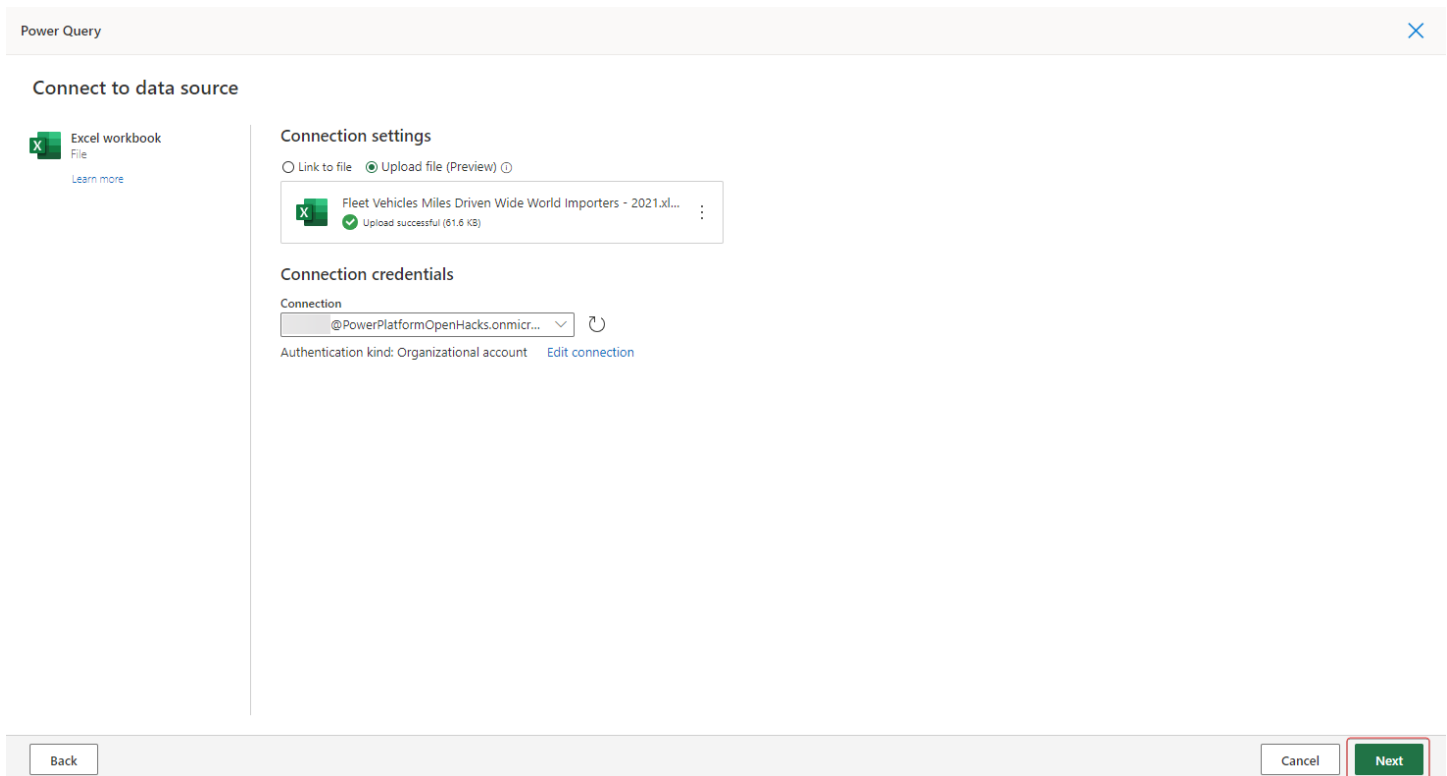 Power Query
Connect to data source
Excel workbook
File
Learn more
Connection settings
Link to file Upload file (Preview)
Fleet Vehicles Miles Driven Wide World Importers - 2021.xl...
Upload successful (61.6 KB)
Connection credentials
Connection
@PowerPlatformOpenHacks.onmicr...
Authentication kind: Organizational account Edit connection
Back Cancel Next